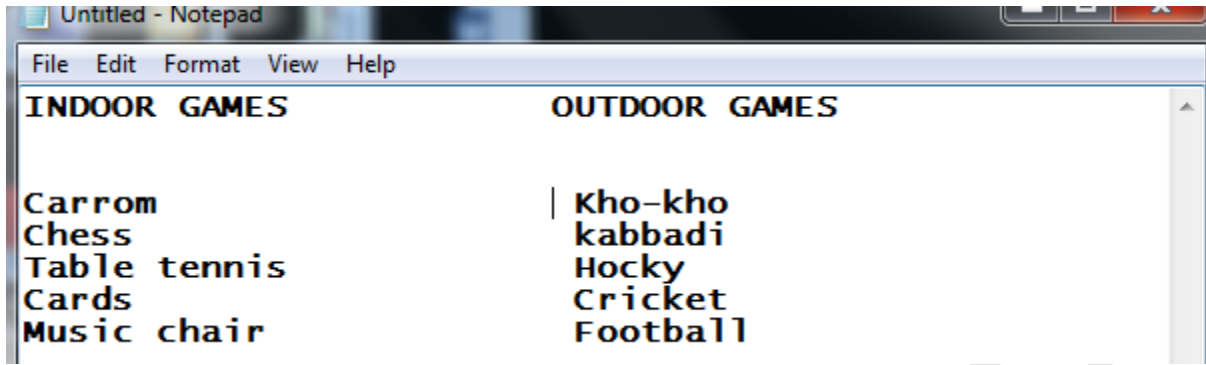 Untitled - Notepad
File Edit Format View Help
INDOOR GAMES OUTDOOR GAMES
Carrom Kho-kho
Chess kabbadi
Table tennis Hocky
Cards Cricket
Music chair Football